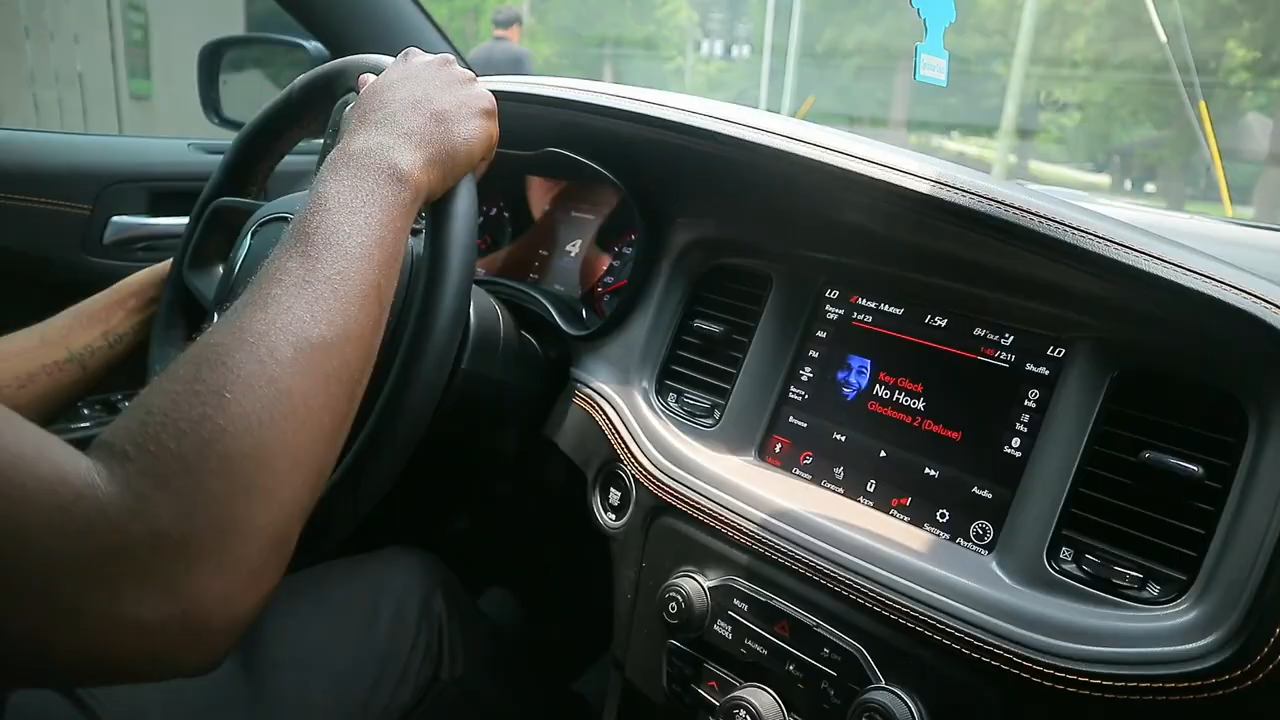 4
LO
Music Muted
1:54
84°out
LO
Repeat
OFF
3 of 23
1:45 / 2:11
Shuffle
AM
FM
Source
Select
Key Glock
No Hook
Glockoma 2 (Deluxe)
Info
Trks
Setup
Browse
Audio
Climate
Controls
Apps
Phone
Settings
Performa
MUTE
DRIVE
MODES
LAUNCH
OFF